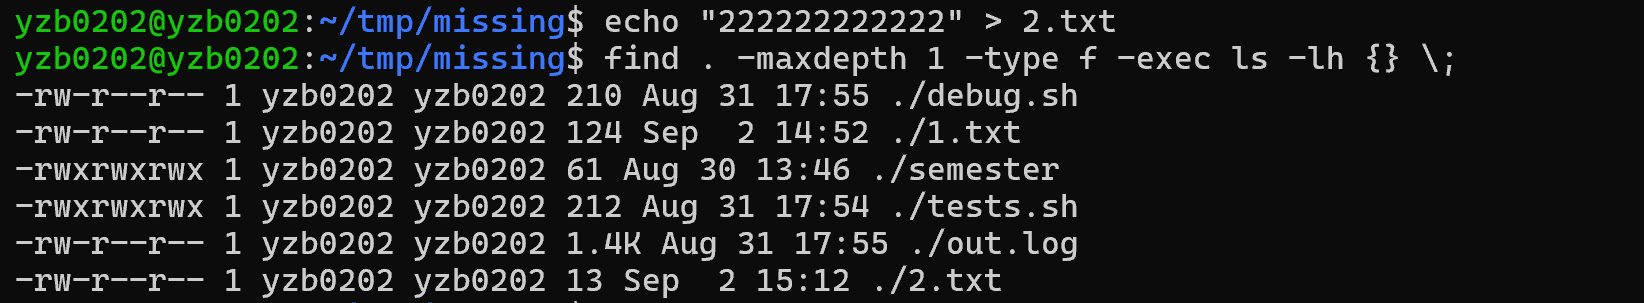 yzb0202@yzb0202:~/tmp/missing$ echo "222222222222" > 2.txt
yzb0202@yzb0202:~/tmp/missing$ find . -maxdepth 1 -type f -exec ls -lh {} \;
-rw-r--r-- 1 yzb0202 yzb0202 210 Aug 31 17:55 ./debug.sh
-rw-r--r-- 1 yzb0202 yzb0202 124 Sep  2 14:52 ./1.txt
-rwxrwxrwx 1 yzb0202 yzb0202 61 Aug 30 13:46 ./semester
-rwxrwxrwx 1 yzb0202 yzb0202 212 Aug 31 17:54 ./tests.sh
-rw-r--r-- 1 yzb0202 yzb0202 1.4K Aug 31 17:55 ./out.log
-rw-r--r-- 1 yzb0202 yzb0202 13 Sep  2 15:12 ./2.txt